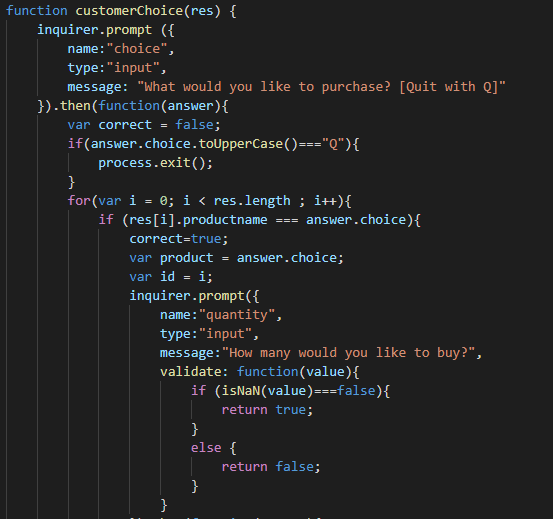 function customerChoice(res) {
    inquirer.prompt ({
        name:"choice",
        type:"input",
        message: "What would you like to purchase? [Quit with Q]"
    }).then(function(answer){
        var correct = false;
        if(answer.choice.toUpperCase()==="Q"){
            process.exit();
        }
        for(var i = 0; i < res.length ; i++){
            if (res[i].productname === answer.choice){
                correct=true;
                var product = answer.choice;
                var id = i;
                inquirer.prompt({
                    name:"quantity",
                    type:"input",
                    message:"How many would you like to buy?",
                    validate: function(value){
                        if (isNaN(value)===false){
                            return true;
                        }
                        else {
                            return false;
                        }
                    }